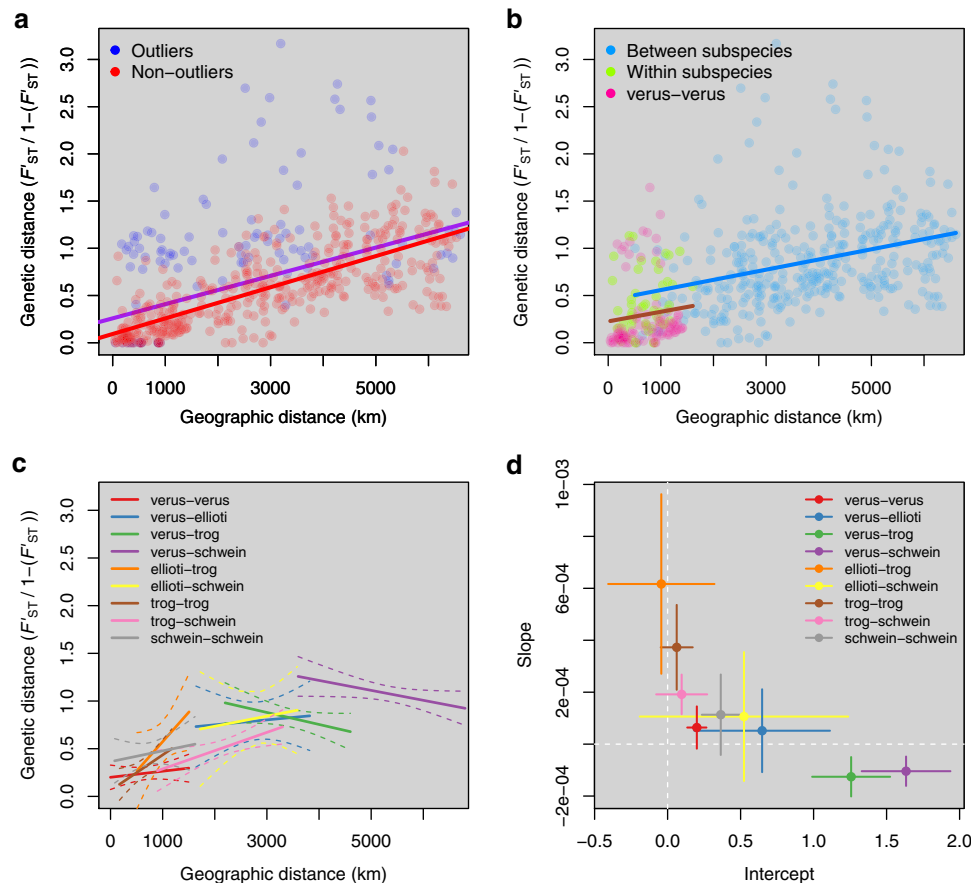 a
Outliers
Non−outliers
Genetic distance (F'ST / 1−(F'ST ))
0.0 0.5 1.0 1.5 2.0 2.5 3.0
0 1000 3000 5000
Geographic distance (km)
b
Between subspecies
Within subspecies
verus−verus
Genetic distance (F'ST / 1−(F'ST ))
0.0 0.5 1.0 1.5 2.0 2.5 3.0
0 1000 3000 5000
Geographic distance (km)
c
verus−verus
verus−ellioti
verus−trog
verus−schwein
ellioti−trog
ellioti−schwein
trog−trog
trog−schwein
schwein−schwein
Genetic distance (F'ST / 1−(F'ST ))
0.0 0.5 1.0 1.5 2.0 2.5 3.0
0 1000 3000 5000
Geographic distance (km)
d
verus−verus
verus−ellioti
verus−trog
verus−schwein
ellioti−trog
ellioti−schwein
trog−trog
trog−schwein
schwein−schwein
Slope
−2e−04 2e−04 6e−04 1e−03
−0.5 0.0 0.5 1.0 1.5 2.0
Intercept